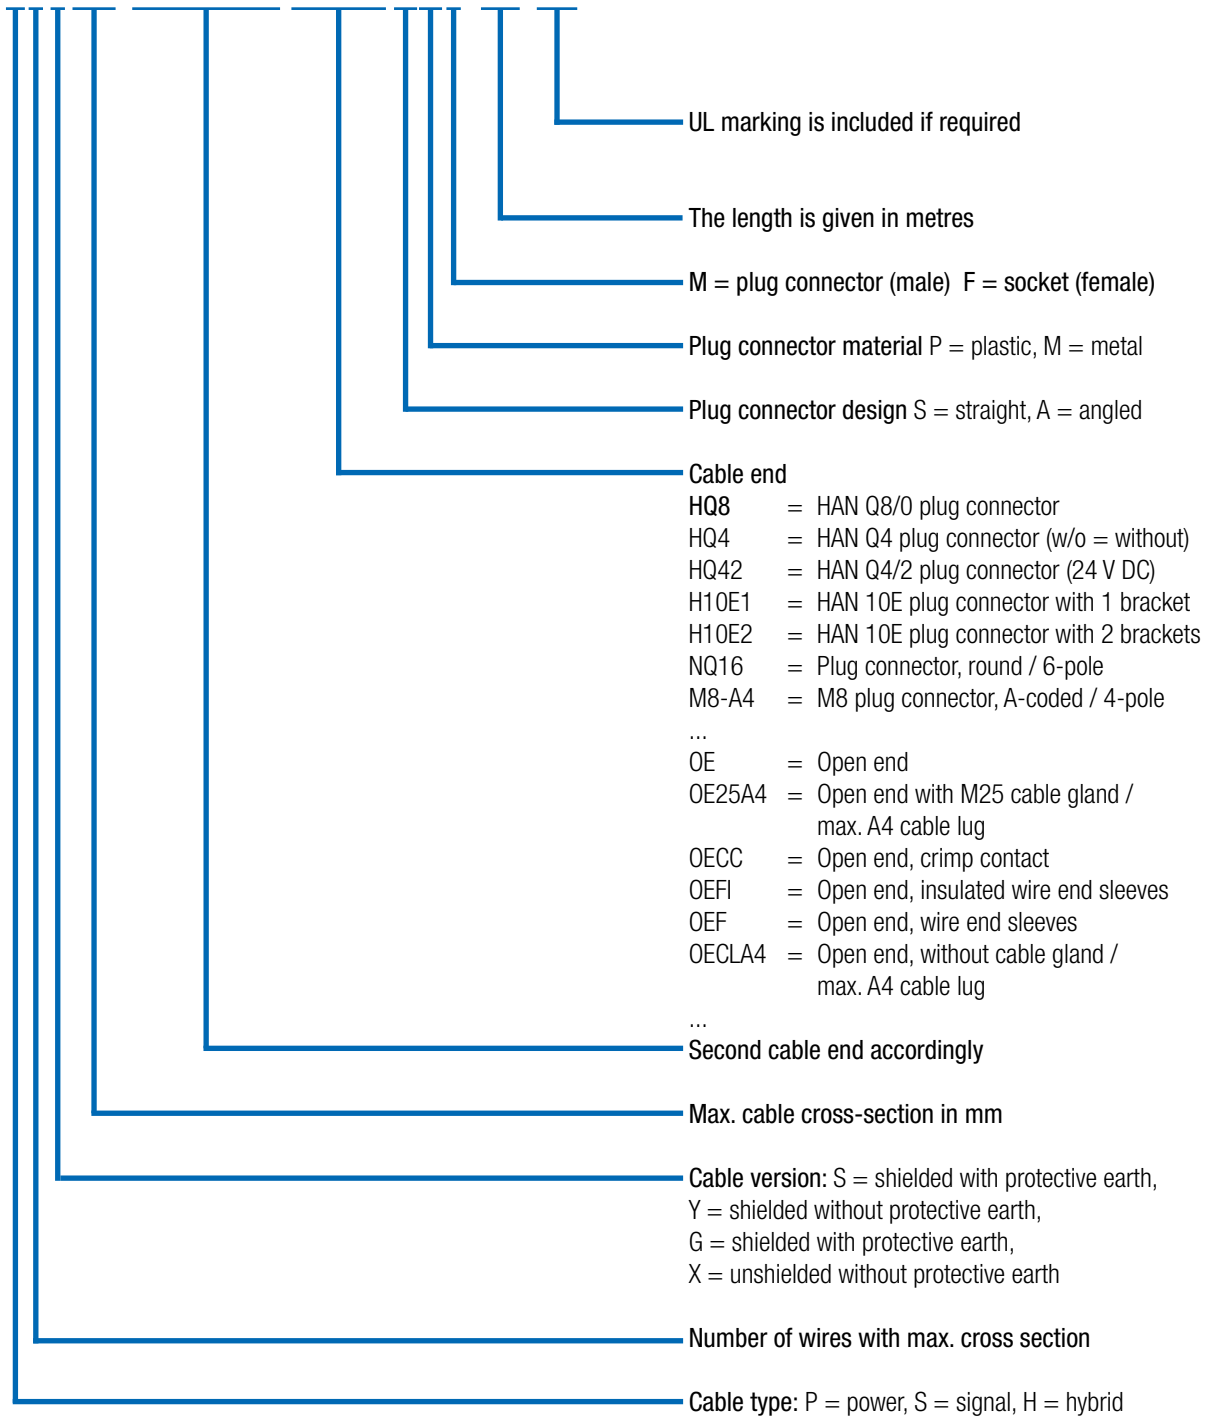 UL marking is included if required
The length is given in metres
M = plug connector (male) F = socket (female)
Plug connector material P = plastic, M = metal
Plug connector design S = straight, A = angled
Cable end
HQ8 = HAN Q8/0 plug connector
HQ4 = HAN Q4 plug connector (w/o = without)
HQ42 = HAN Q4/2 plug connector (24 V DC)
H10E1 = HAN 10E plug connector with 1 bracket
H10E2 = HAN 10E plug connector with 2 brackets
NQ16 = Plug connector, round / 6-pole
M8-A4 = M8 plug connector, A-coded / 4-pole
...
OE = Open end
OE25A4 = Open end with M25 cable gland /
max. A4 cable lug
OECC = Open end, crimp contact
OEFI = Open end, insulated wire end sleeves
OEF = Open end, wire end sleeves
OECLA4 = Open end, without cable gland /
max. A4 cable lug
...
Second cable end accordingly
Max. cable cross-section in mm
Cable version: S = shielded with protective earth,
Y = shielded without protective earth,
G = shielded with protective earth,
X = unshielded without protective earth
Number of wires with max. cross section
Cable type: P = power, S = signal, H = hybrid